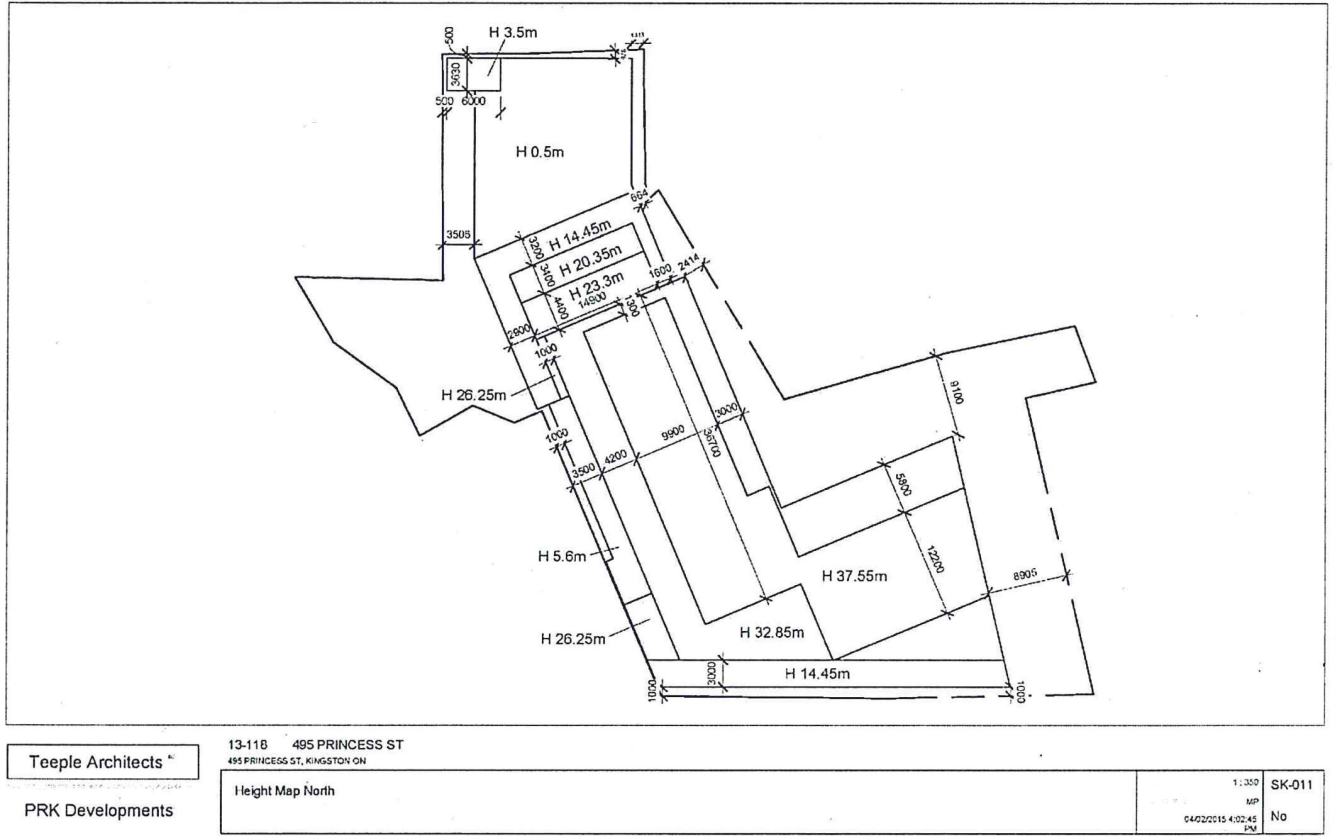 H 3.5m
500
3630
500 6000
H 0.5m
664
3506
3200
H 14.45m
3400
H 20.35m
4400
H 23.3m
14900
1300
1600
2414
2900
1000
H 26.25m
1000
3500
4200
9900
36700
3000
9100
5800
12200
8905
H 5.6m
H 37.55m
H 26.25m
H 32.85m
H 14.45m
3000
1000
1000
Teeple Architects
PRK Developments
13-118 495 PRINCESS ST
495 PRINCESS ST, KINGSTON ON
Height Map North
1 : 350
MP
04/02/2015 4:02:45
PM
SK-011
No